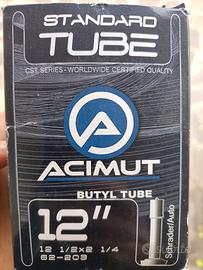 STANDARD
TUBE
CST SERIES - WORLDWIDE CERTIFIED QUALITY
ACIMUT
BUTYL TUBE
12"
12 1/2x2 1/4
62-203
Schrader/Auto